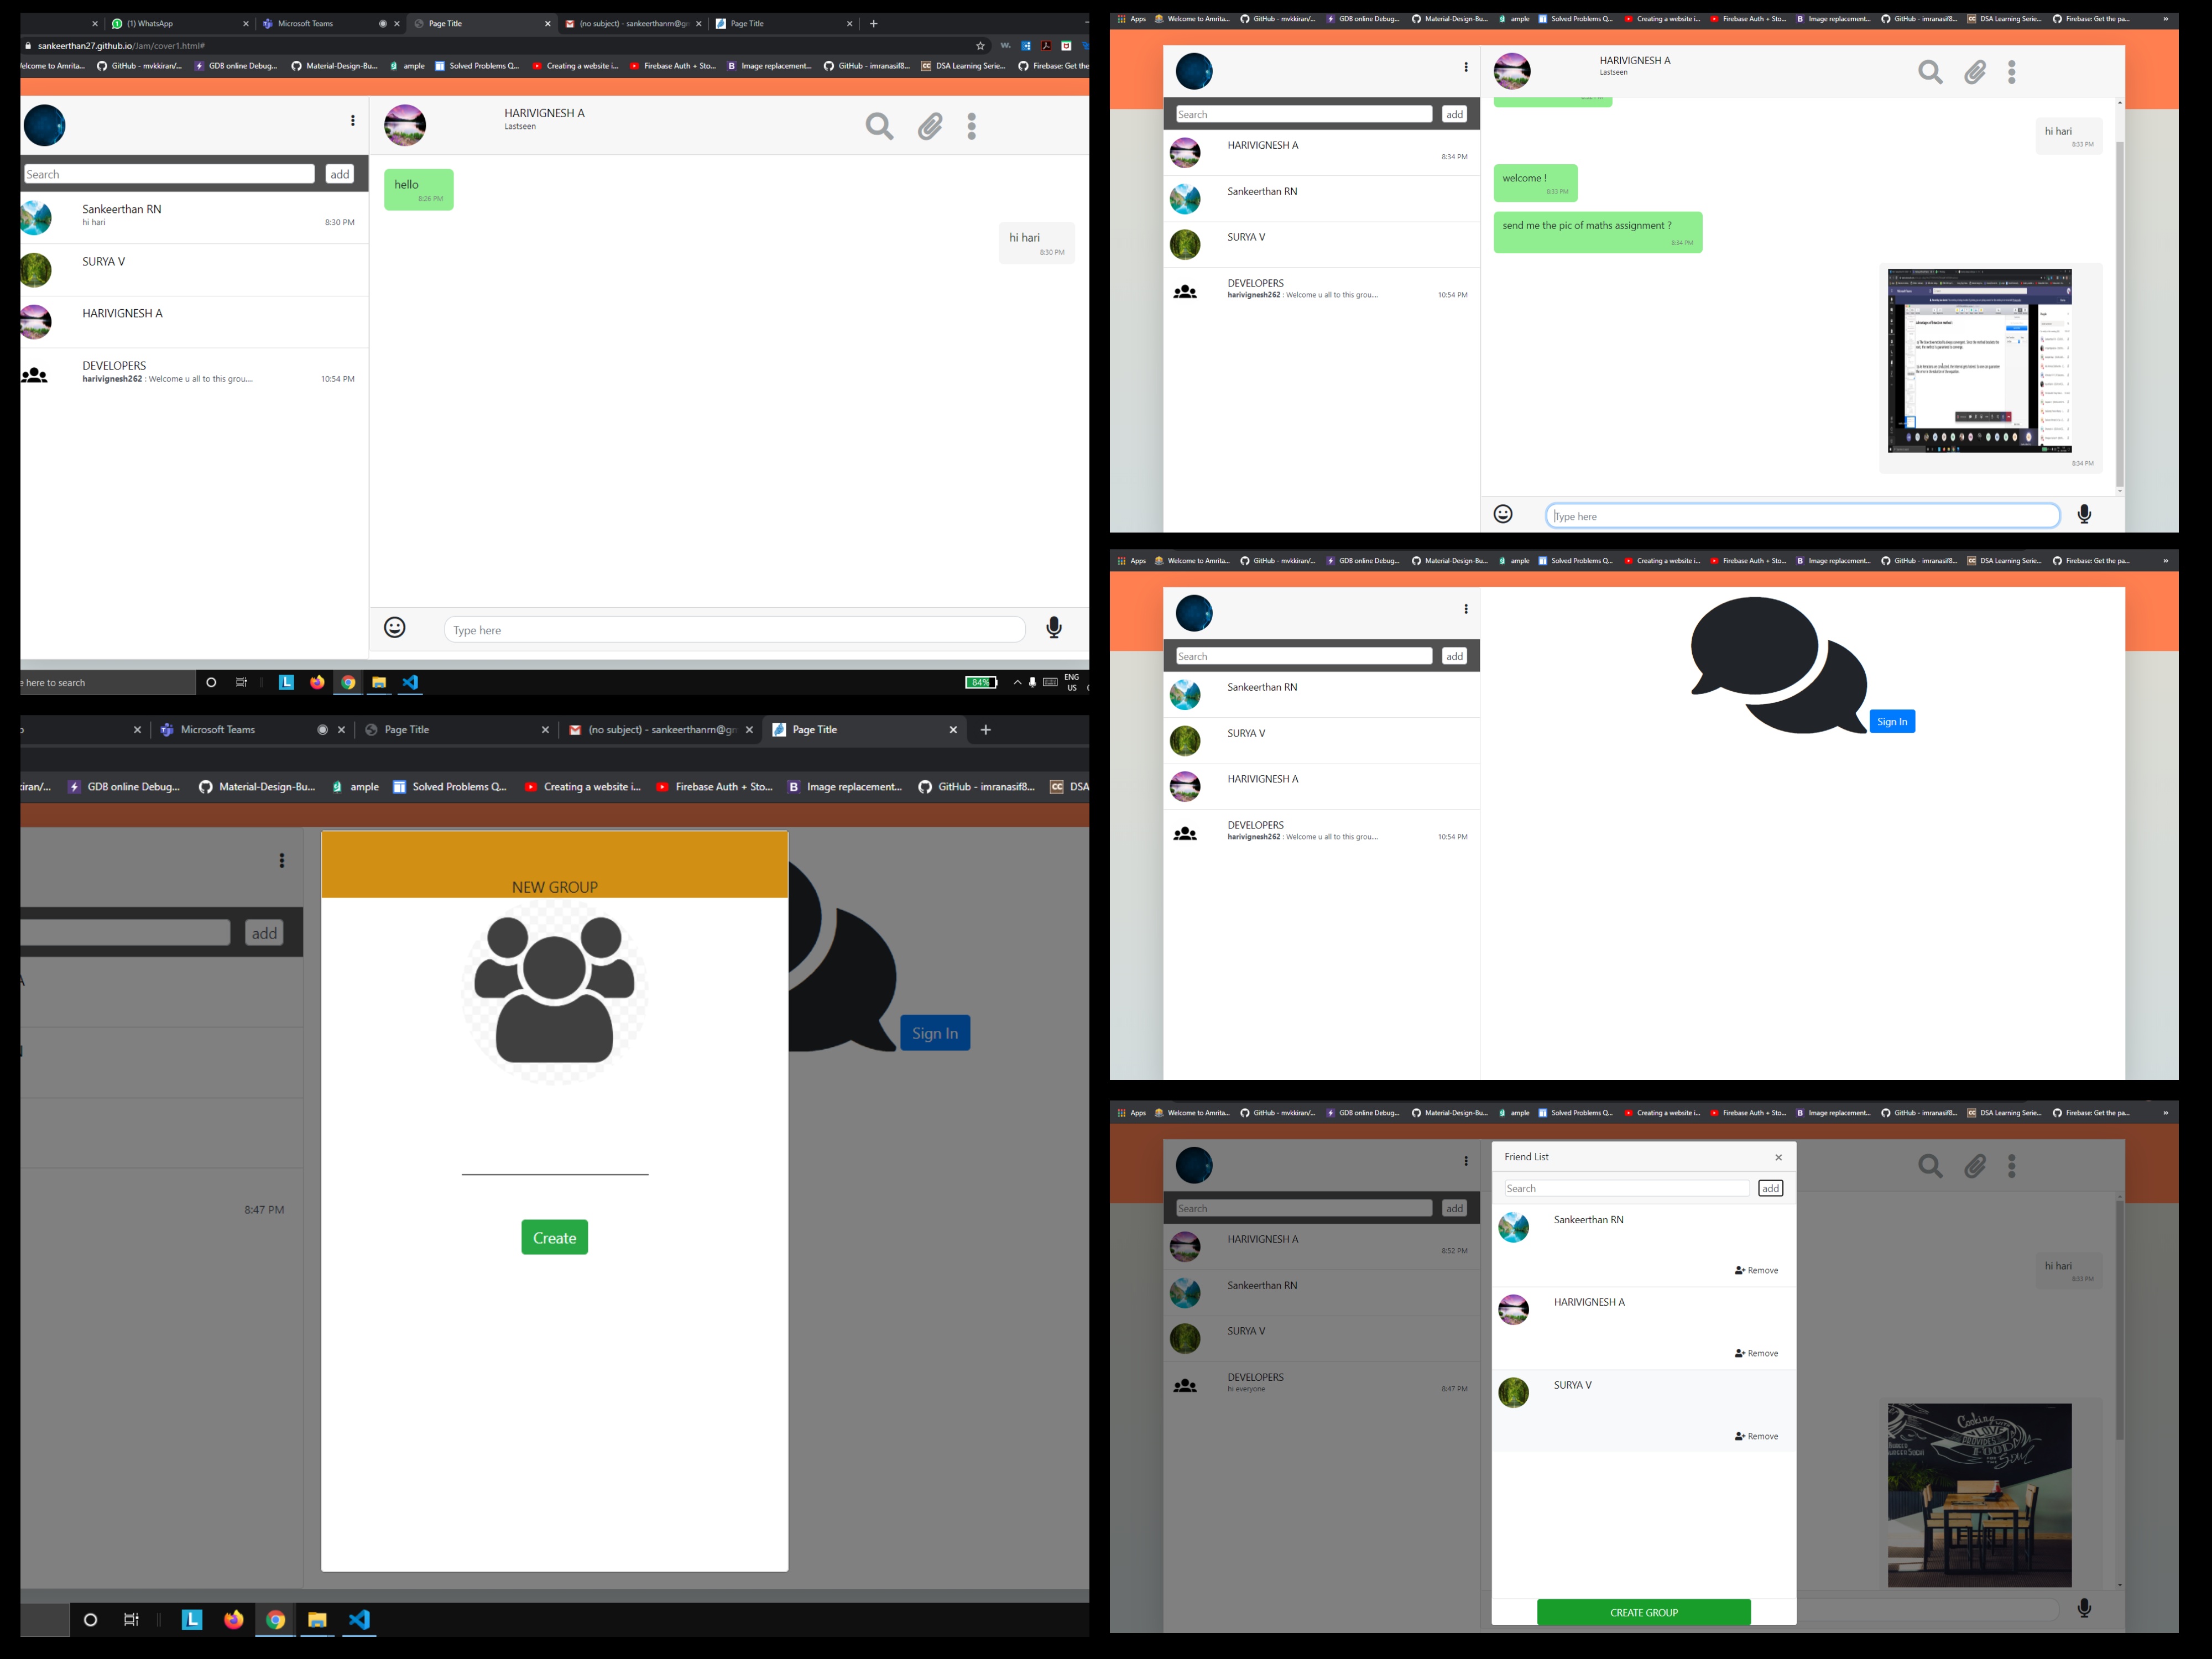 (1) WhatsApp
Microsoft Teams
Page Title
(no subject) - sankeerthanrn@gm
Page Title
sankeerthan27.github.io/Jam/cover1.html#
elcome to Amrita... GitHub - mvkkiran/... GDB online Debug... Material-Design-Bu... ample Solved Problems Q... Creating a website i... Firebase Auth + Sto... Image replacement... GitHub - imranasif8... DSA Learning Serie... Firebase: Get the
HARIVIGNESH A
Lastseen
Search add
Sankeerthan RN
hi hari 8:30 PM
SURYA V
HARIVIGNESH A
DEVELOPERS
harivignesh262 : Welcome u all to this grou.... 10:54 PM
hello
8:26 PM
hi hari
8:30 PM
Type here
e here to search
84%
ENG
US
Apps Welcome to Amrita... GitHub - mvkkiran/... GDB online Debug... Material-Design-Bu... ample Solved Problems Q... Creating a website i... Firebase Auth + Sto... Image replacement... GitHub - imranasif8... DSA Learning Serie... Firebase: Get the pa...
HARIVIGNESH A
Lastseen
Search add
HARIVIGNESH A
8:34 PM
Sankeerthan RN
SURYA V
DEVELOPERS
harivignesh262 : Welcome u all to this grou.... 10:54 PM
hi hari
8:33 PM
welcome !
8:33 PM
send me the pic of maths assignment ?
8:34 PM
8:34 PM
Type here
Apps Welcome to Amrita... GitHub - mvkkiran/... GDB online Debug... Material-Design-Bu... ample Solved Problems Q... Creating a website i... Firebase Auth + Sto... Image replacement... GitHub - imranasif8... DSA Learning Serie... Firebase: Get the pa...
Search add
Sankeerthan RN
SURYA V
HARIVIGNESH A
DEVELOPERS
harivignesh262 : Welcome u all to this grou.... 10:54 PM
Sign In
Microsoft Teams
Page Title
(no subject) - sankeerthanrn@gm
Page Title
kiran/... GDB online Debug... Material-Design-Bu... ample Solved Problems Q... Creating a website i... Firebase Auth + Sto... Image replacement... GitHub - imranasif8... DSA
NEW GROUP
add
Sign In
8:47 PM
Create
Apps Welcome to Amrita... GitHub - mvkkiran/... GDB online Debug... Material-Design-Bu... ample Solved Problems Q... Creating a website i... Firebase Auth + Sto... Image replacement... GitHub - imranasif8... DSA Learning Serie... Firebase: Get the pa...
Search add
HARIVIGNESH A
8:52 PM
Sankeerthan RN
SURYA V
DEVELOPERS
hi everyone 8:47 PM
Friend List
Search add
Sankeerthan RN
Remove
HARIVIGNESH A
Remove
SURYA V
Remove
CREATE GROUP
hi hari
8:33 PM
Cooking
LOVE
PROVIDES
FOOD